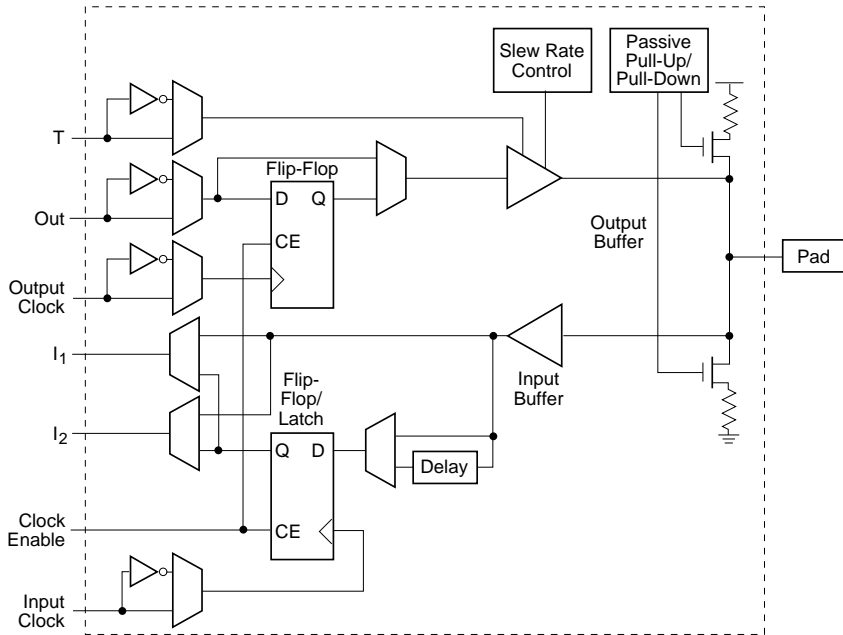 Slew Rate
Control
Passive
Pull-Up/
Pull-Down
T
Flip-Flop
D
Q
Out
CE
Output
Buffer
Pad
Output
Clock
I₁
Input
Buffer
Flip-
Flop/
Latch
I₂
Q
D
Delay
Clock
Enable
CE
Input
Clock